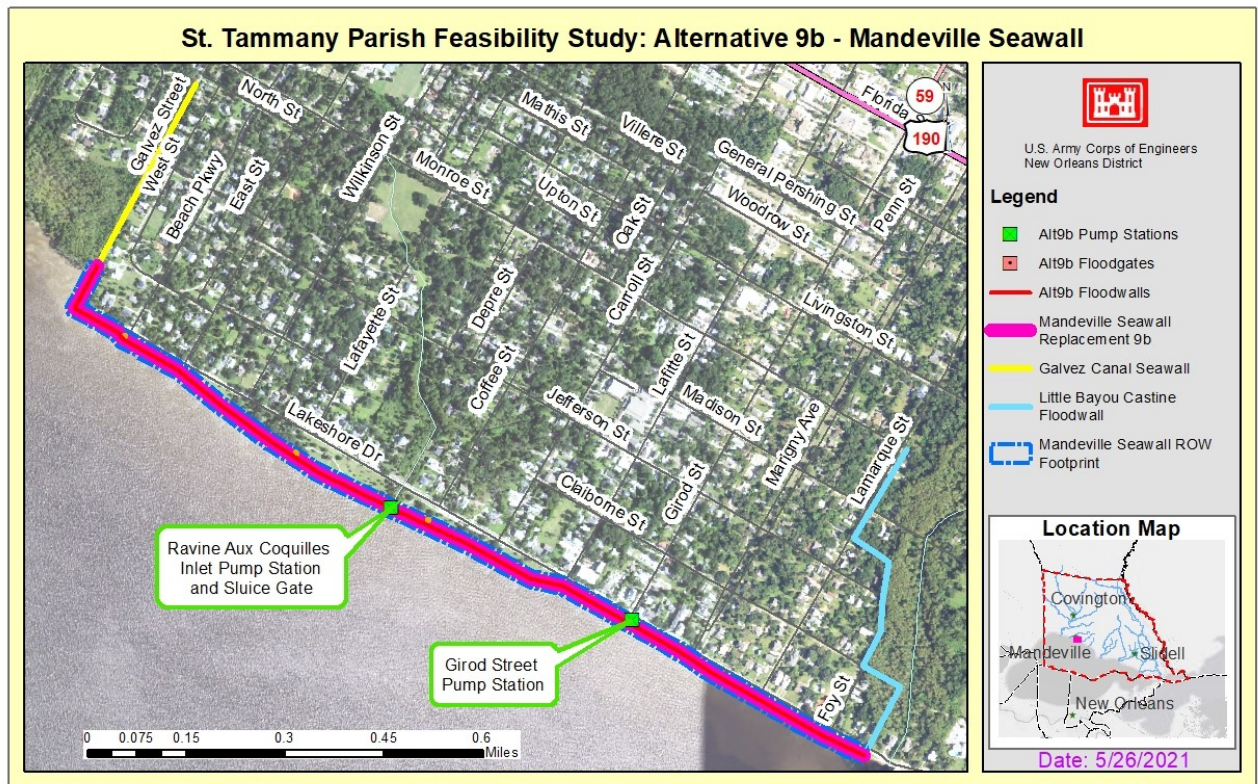 St. Tammany Parish Feasibility Study: Alternative 9b - Mandeville Seawall
Galvez Street
West St
North St
Beach Pkwy
East St
Wilkinson St
Mathis St
Villere St
Florida
59
N
190
General Pershing St
Penn St
Monroe St
Upton St
Oak St
Woodrow St
Carroll St
Depre St
Livingston St
Lafayette St
Coffee St
Lafitte St
Jefferson St
Madison St
Marigny Ave
Lamarque St
Lakeshore Dr
Claiborne St
Girod St
Foy St
Ravine Aux Coquilles
Inlet Pump Station
and Sluice Gate
Girod Street
Pump Station
0 0.075 0.15 0.3 0.45 0.6
Miles
U.S. Army Corps of Engineers
New Orleans District
Legend
Alt9b Pump Stations
Alt9b Floodgates
Alt9b Floodwalls
Mandeville Seawall
Replacement 9b
Galvez Canal Seawall
Little Bayou Castine
Floodwall
Mandeville Seawall ROW
Footprint
Location Map
Covington
Mandeville
Slidell
New Orleans
Date: 5/26/2021